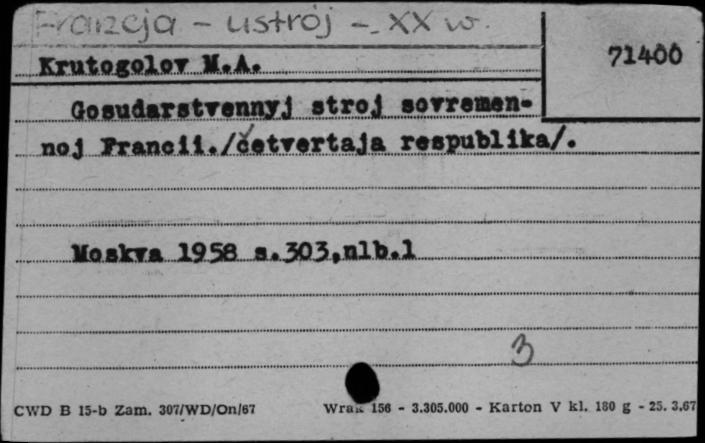 Francja - ustrój - XX w.
71400
Krutogolov M.A.
Gosudarstvennyj stroj sovremen-
noj Francii./četvertaja respublika/.
Moskva 1958 s.303,nlb.1
3
CWD B 15-b Zam. 307/WD/On/67 Wrak 156 - 3.305.000 - Karton V kl. 180 g - 25.3.67